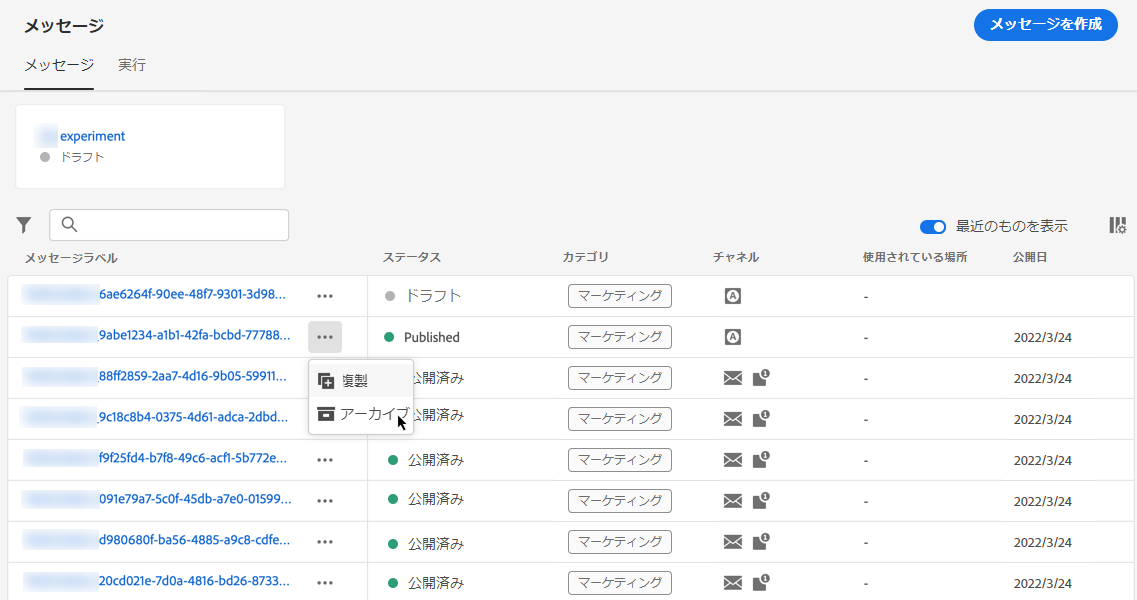 メッセージ
メッセージを作成
メッセージ 実行
experiment
ドラフト
最近のものを表示
メッセージラベル ステータス カテゴリ チャネル 使用されている場所 公開日
6ae6264f-90ee-48f7-9301-3d98... ドラフト マーケティング -
_9abe1234-a1b1-42fa-bcbd-77788... Published マーケティング - 2022/3/24
88ff2859-2aa7-4d16-9b05-59911... 公開済み マーケティング 1 - 2022/3/24
複製
_9c18c8b4-0375-4d61-adca-2dbd... 公開済み マーケティング 1 - 2022/3/24
アーカイブ
f9f25fd4-b7f8-49c6-acf1-5b772e... 公開済み マーケティング 1 - 2022/3/24
091e79a7-5c0f-45db-a7e0-01599... 公開済み マーケティング 1 - 2022/3/24
d980680f-ba56-4885-a9c8-cdfe... 公開済み マーケティング 1 - 2022/3/24
20cd021e-7d0a-4816-bd26-8733... 公開済み マーケティング 1 - 2022/3/24